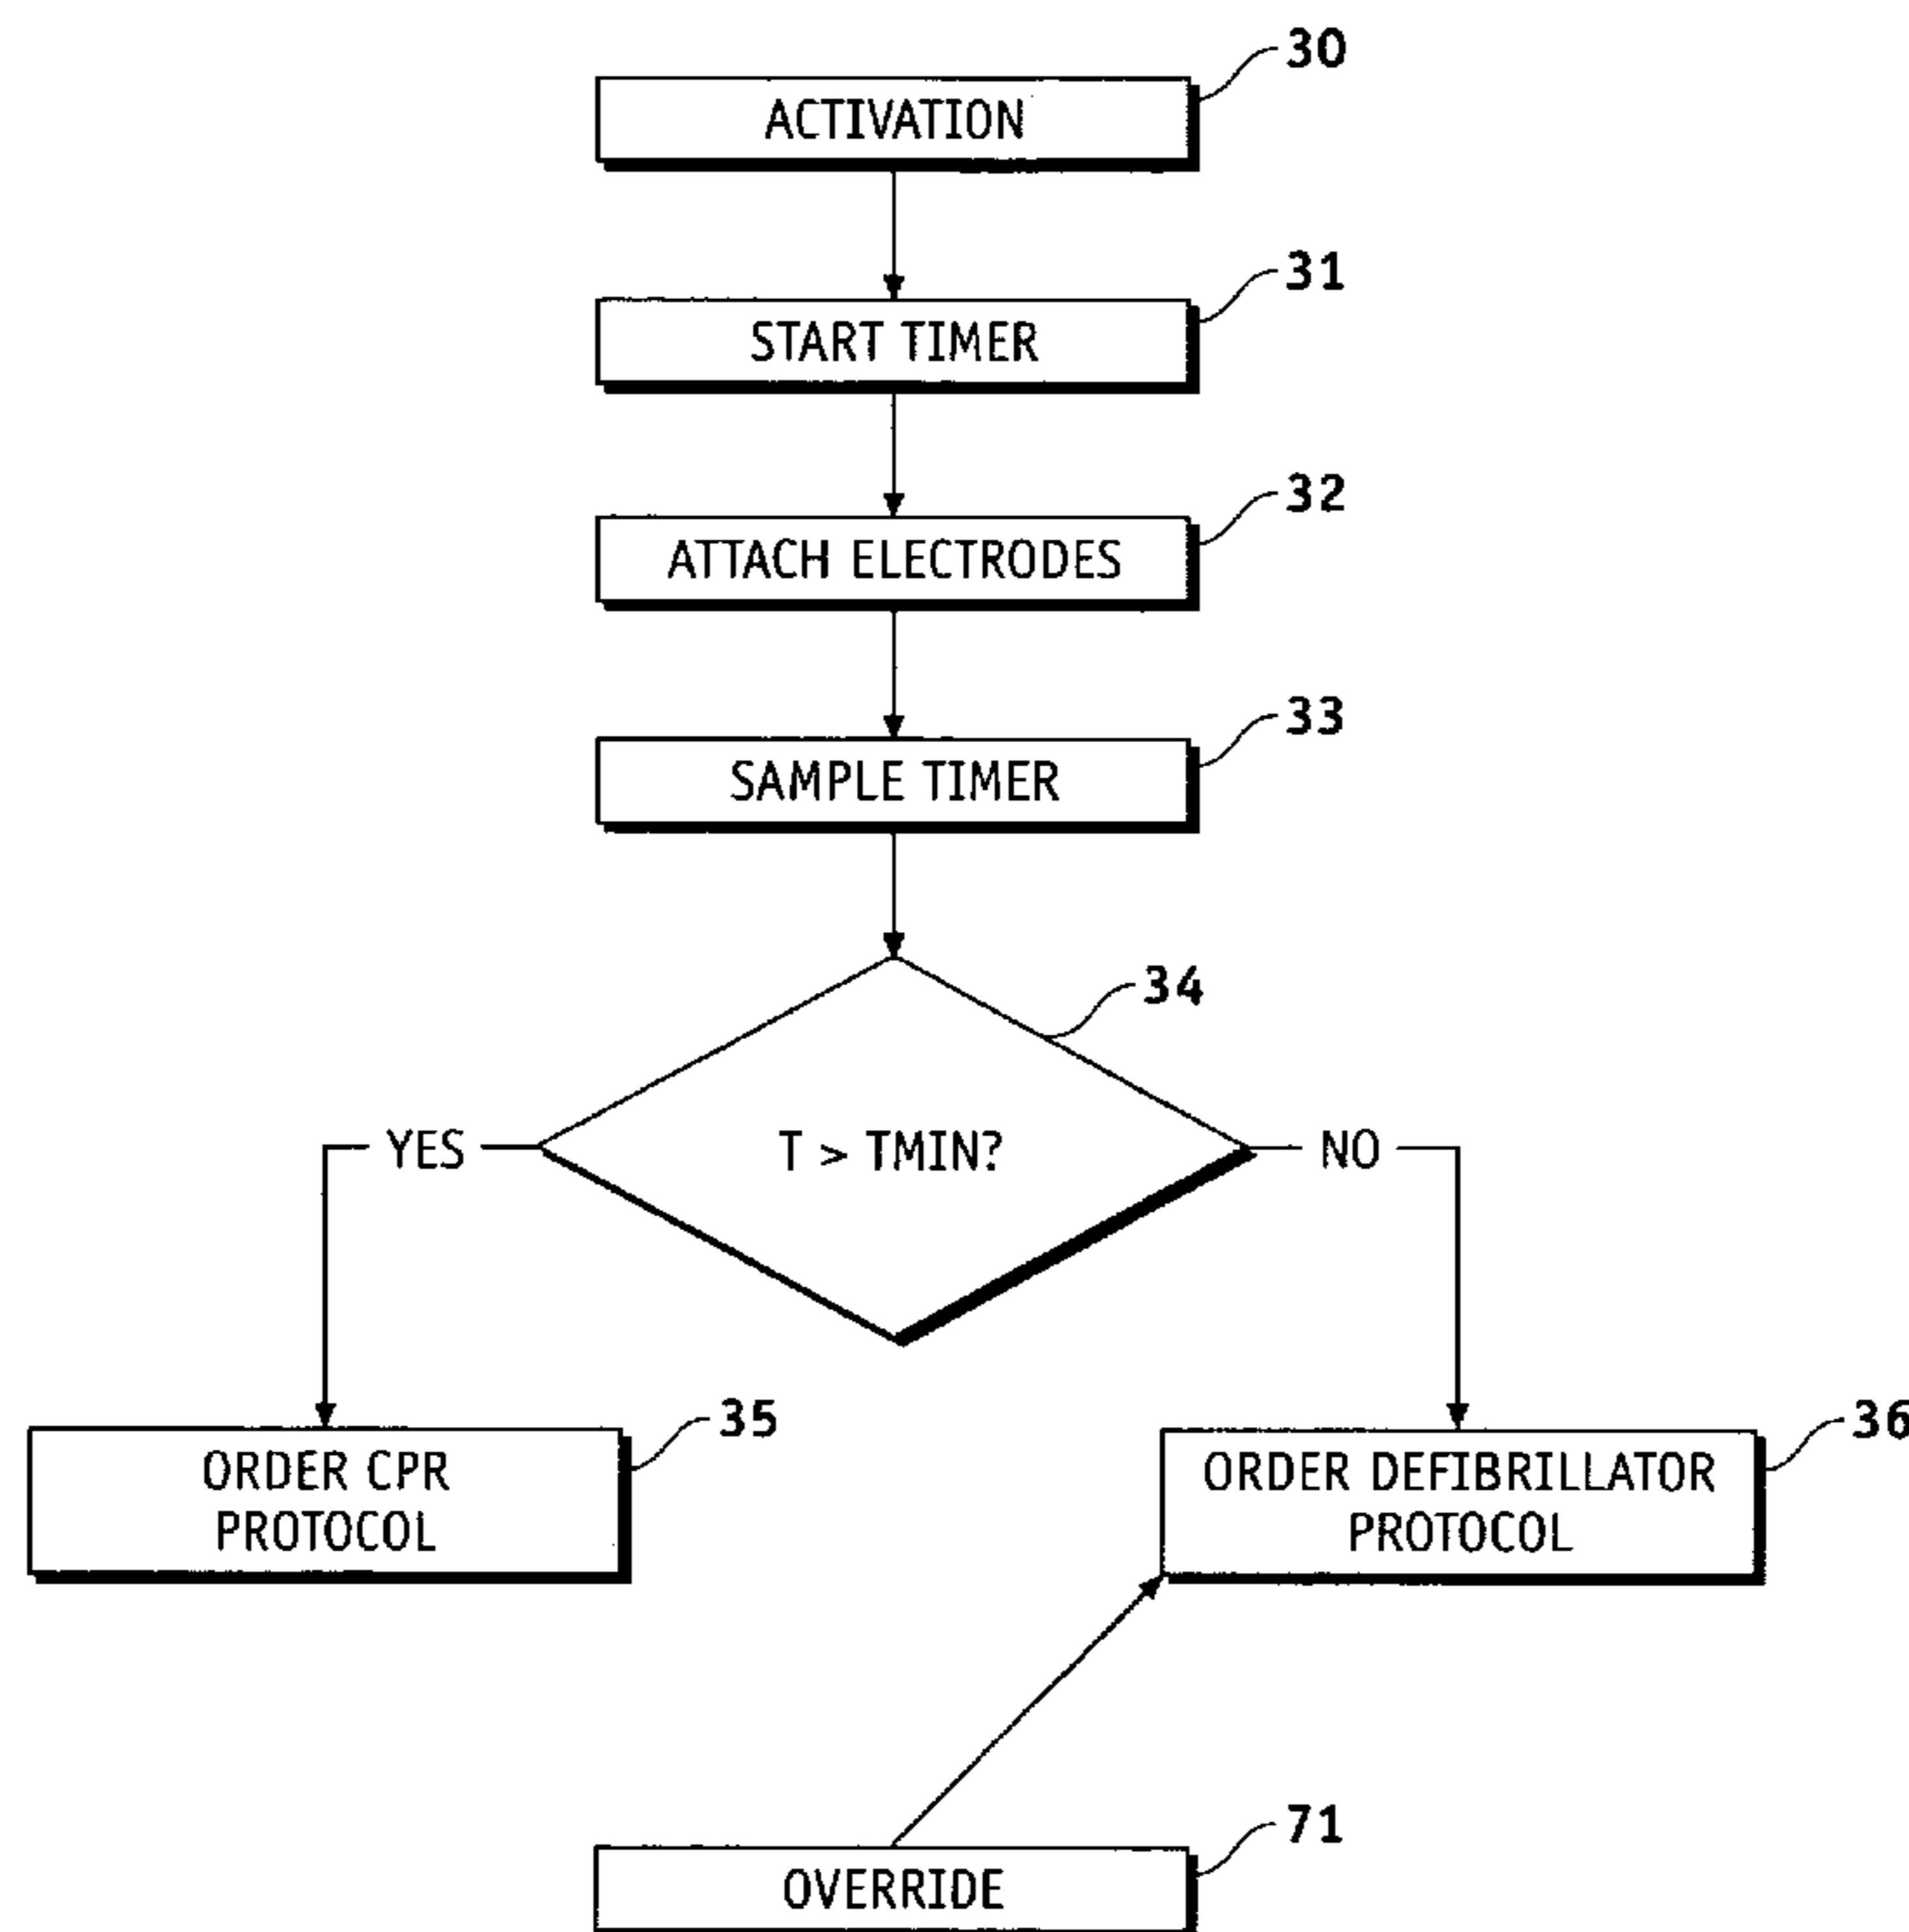 30
ACTIVATION
31
START TIMER
32
ATTACH ELECTRODES
33
SAMPLE TIMER
34
YES
T > TMIN?
NO
35
ORDER CPR
PROTOCOL
36
ORDER DEFIBRILLATOR
PROTOCOL
71
OVERRIDE